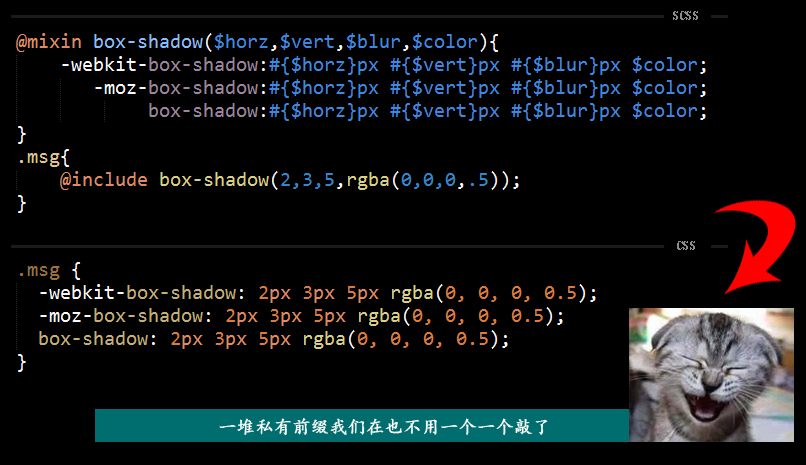 SCSS
@mixin box-shadow($horz,$vert,$blur,$color){
-webkit-box-shadow:#{$horz}px #{$vert}px #{$blur}px $color;
-moz-box-shadow:#{$horz}px #{$vert}px #{$blur}px $color;
box-shadow:#{$horz}px #{$vert}px #{$blur}px $color;
}
.msg{
@include box-shadow(2,3,5,rgba(0,0,0,.5));
}
CSS
.msg {
-webkit-box-shadow: 2px 3px 5px rgba(0, 0, 0, 0.5);
-moz-box-shadow: 2px 3px 5px rgba(0, 0, 0, 0.5);
box-shadow: 2px 3px 5px rgba(0, 0, 0, 0.5);
}
一堆私有前缀我们在也不用一个一个敲了